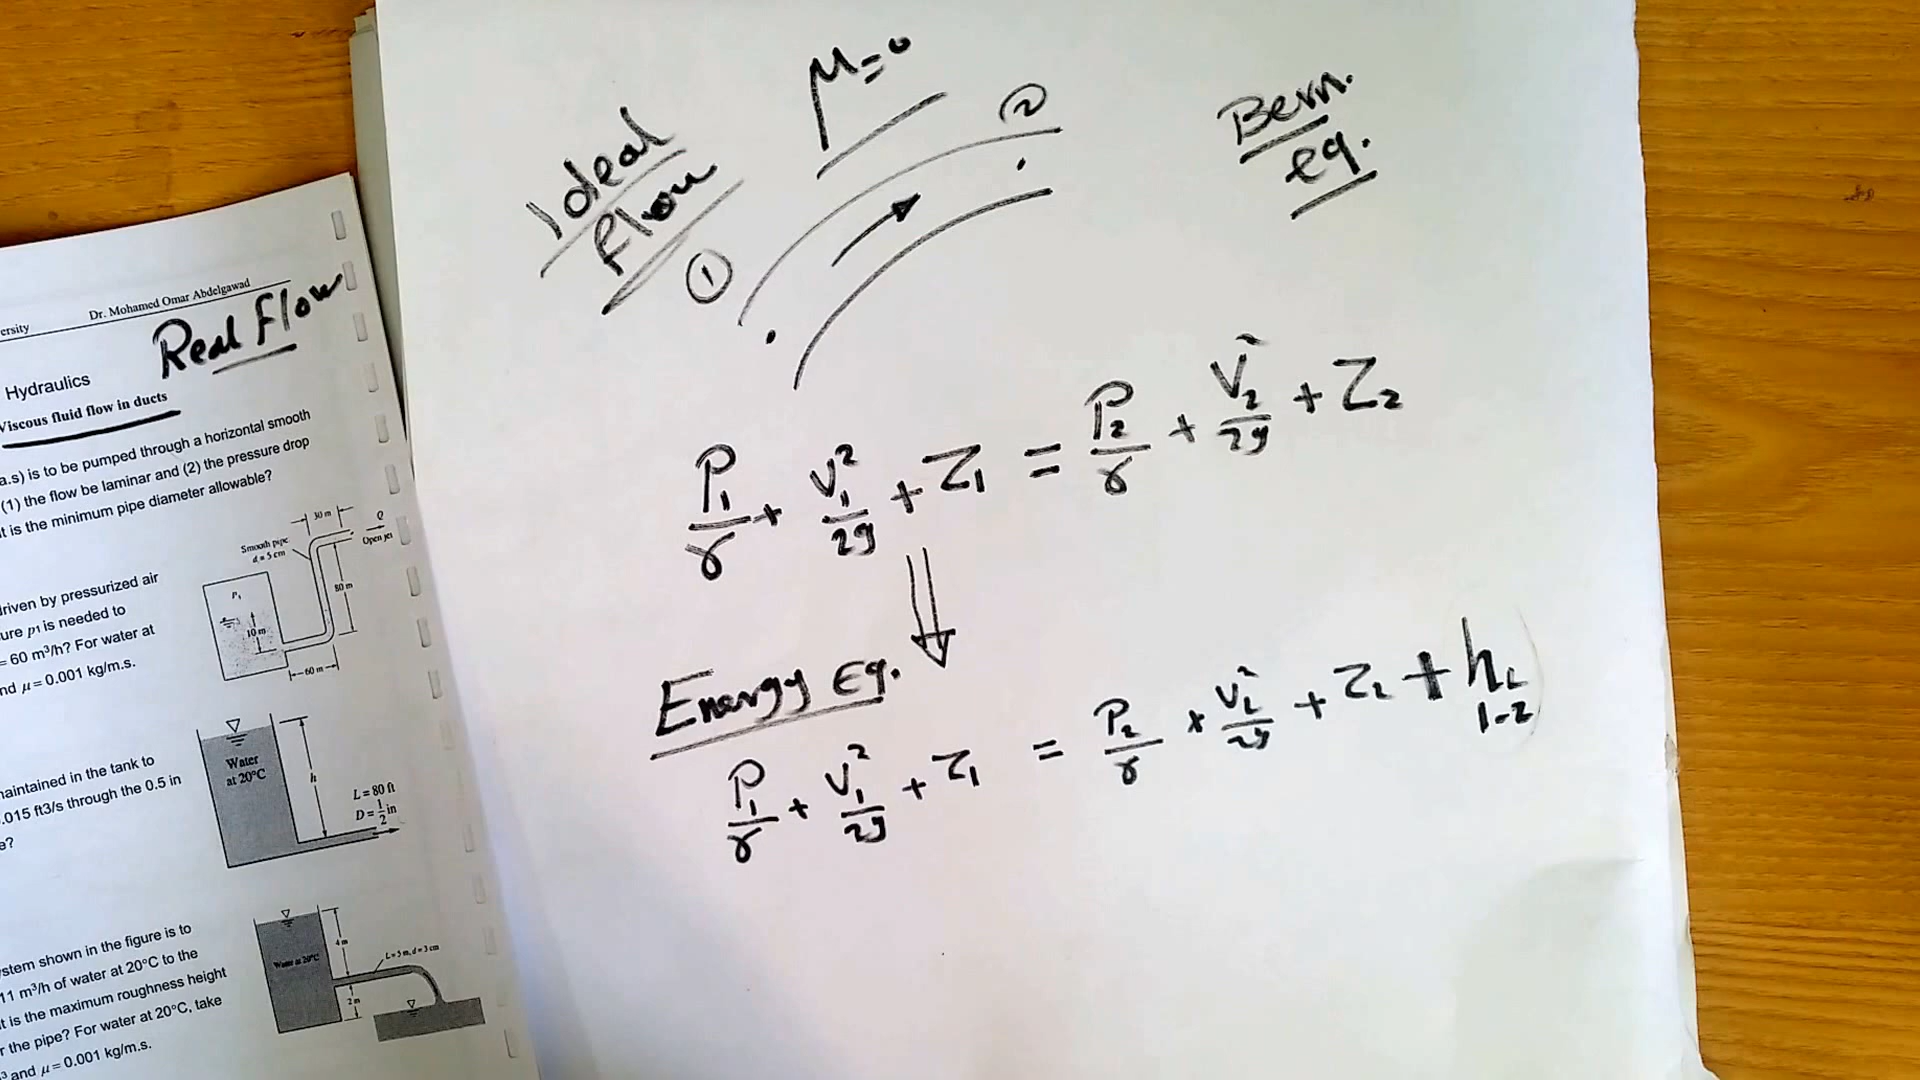 ersity Dr. Mohamed Omar Abdelgawad
Real Flow
Hydraulics
Viscous fluid flow in ducts
a.s) is to be pumped through a horizontal smooth
(1) the flow be laminar and (2) the pressure drop
t is the minimum pipe diameter allowable?
30 m
Q
Smooth pipe
d = 5 cm
Open jet
P₁
80 m
10 m
60 m
driven by pressurized air
ure p1 is needed to
= 60 m³/h? For water at
nd μ = 0.001 kg/m.s.
Water
at 20°C
h
L = 80 ft
D = 1/2 in
maintained in the tank to
.015 ft3/s through the 0.5 in
e?
4 m
Water at 20°C
L = 5 m, d = 3 cm
2 m
stem shown in the figure is to
11 m³/h of water at 20°C to the
t is the maximum roughness height
r the pipe? For water at 20°C, take
³ and μ = 0.001 kg/m.s.
Ideal
flow
μ=0
1
2
Bern.
eq.
P₁/γ + V₁²/2g + Z₁ = P₂/γ + V₂²/2g + Z₂
Energy Eq.
P₁/γ + V₁²/2g + Z₁ = P₂/γ + V₂²/2g + Z₂ + hL
1-2